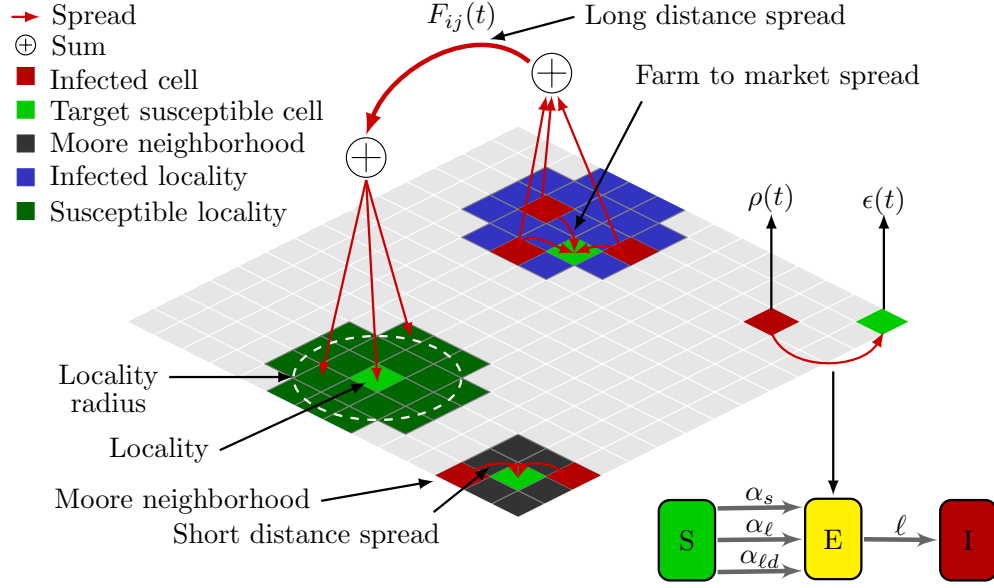 Spread
Sum
Infected cell
Target susceptible cell
Moore neighborhood
Infected locality
Susceptible locality
F_{ij}(t)
Long distance spread
Farm to market spread
ρ(t)
ϵ(t)
Locality
radius
Locality
Moore neighborhood
Short distance spread
S
α_s
α_ℓ
α_{ℓd}
E
ℓ
I